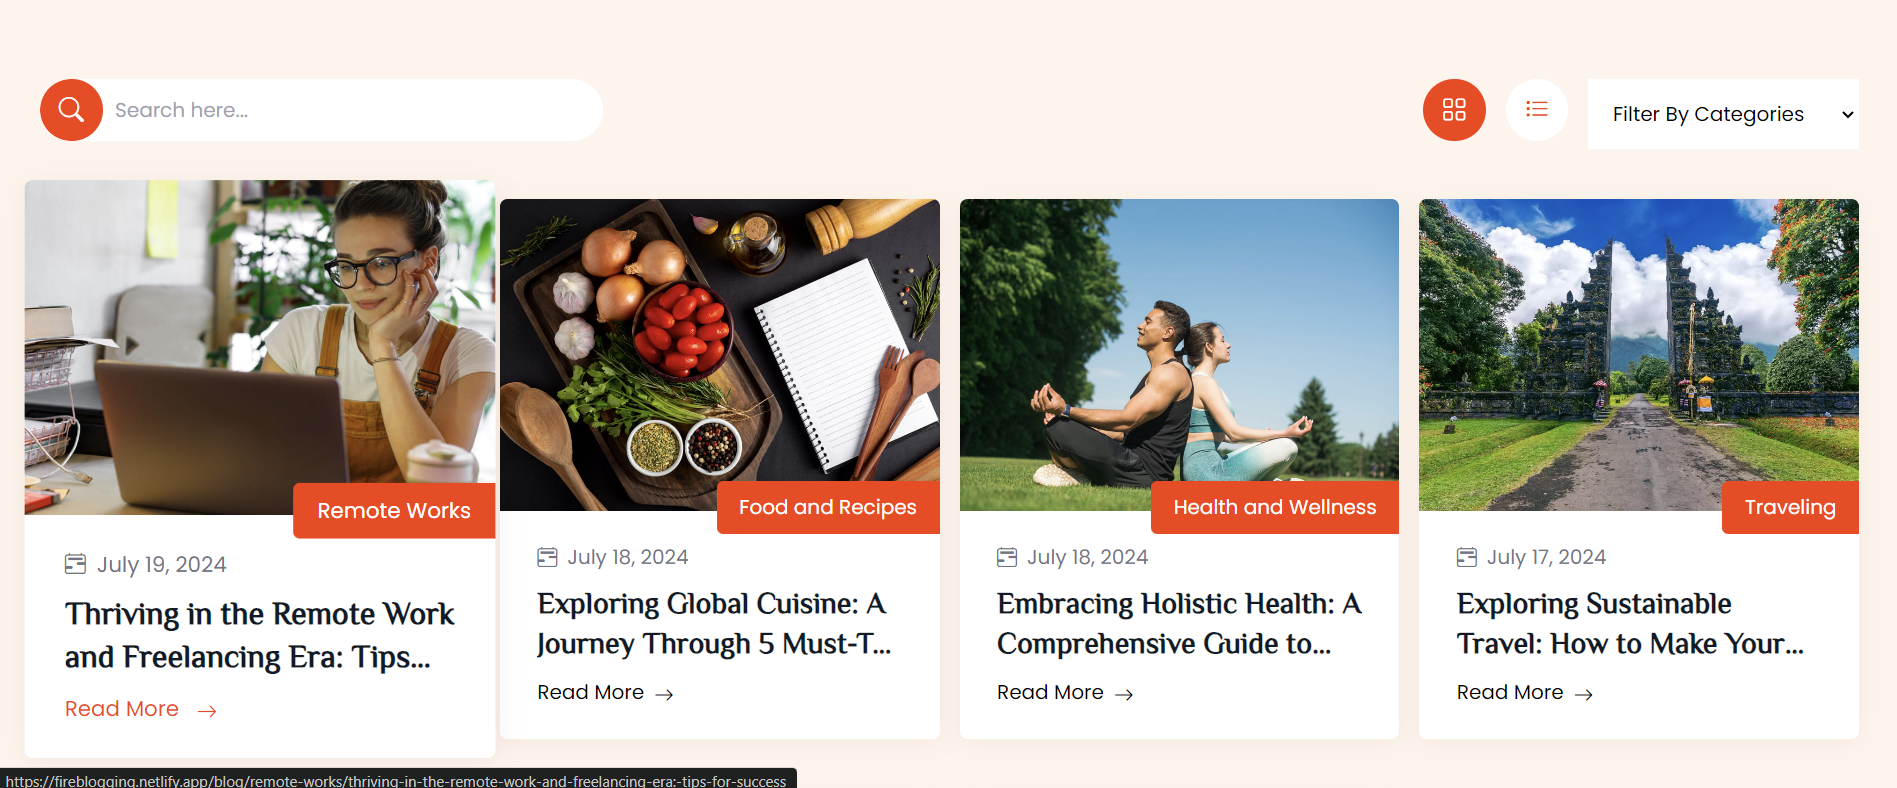 Search here...
Filter By Categories
Remote Works
July 19, 2024
Thriving in the Remote Work
and Freelancing Era: Tips...
Read More
Food and Recipes
July 18, 2024
Exploring Global Cuisine: A
Journey Through 5 Must-T...
Read More
Health and Wellness
July 18, 2024
Embracing Holistic Health: A
Comprehensive Guide to...
Read More
Traveling
July 17, 2024
Exploring Sustainable
Travel: How to Make Your...
Read More
https://fireblogging.netlify.app/blog/remote-works/thriving-in-the-remote-work-and-freelancing-era:-tips-for-success